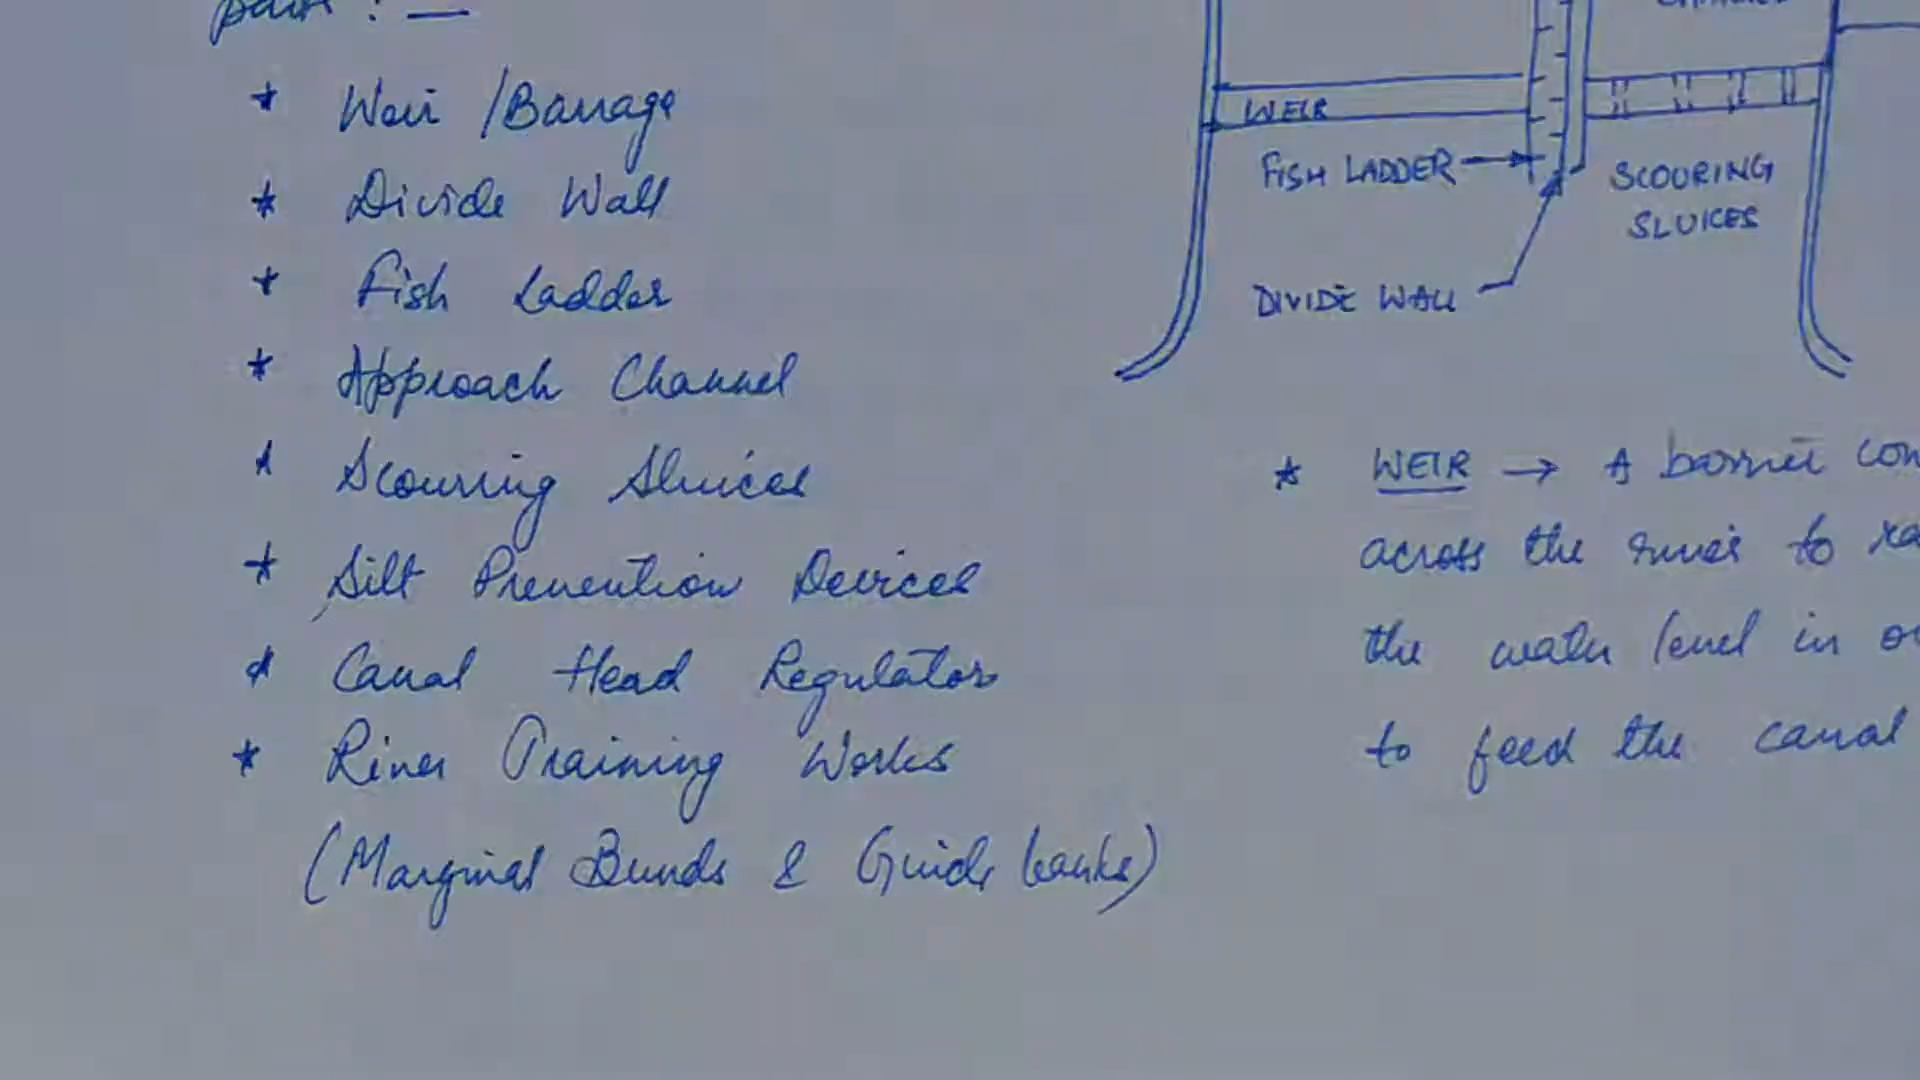 * Weir / Barrage
* Divide Wall
* Fish Ladder
* Approach Channel
* Scouring Sluices
* Silt Prevention Devices
* Canal Head Regulator
* River Training Works
(Marginal Bunds & Guide banks)
WEIR
FISH LADDER
SCOURING
SLUICES
DIVIDE WALL
* WEIR → A barrier con
across the river to ra
the water level in o
to feed the canal